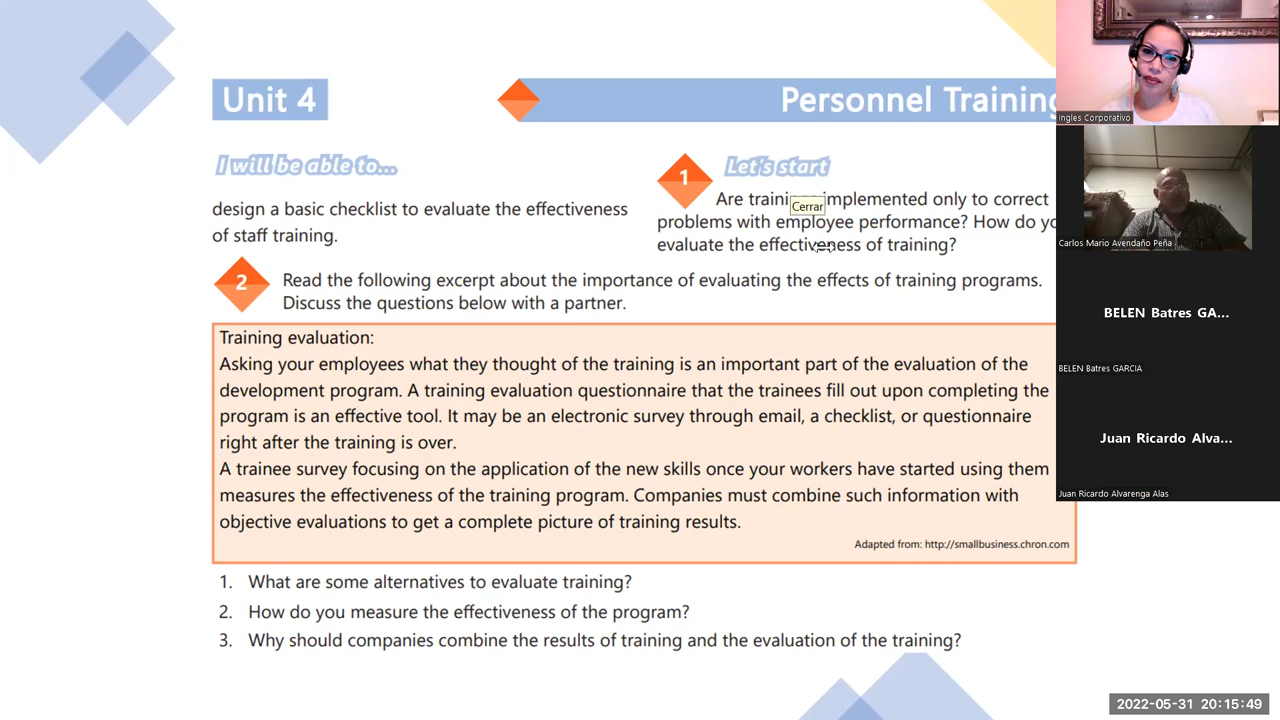 Unit 4
Personnel Training
I will be able to...
design a basic checklist to evaluate the effectiveness
of staff training.
1
Let's start
Are implemented only to correct
problems with employee performance? How do
evaluate the effectiveness of training?
Cerrar
2
Read the following excerpt about the importance of evaluating the effects of training programs.
Discuss the questions below with a partner.
Training evaluation:
Asking your employees what they thought of the training is an important part of the evaluation of the
development program. A training evaluation questionnaire that the trainees fill out upon completing the
program is an effective tool. It may be an electronic survey through email, a checklist, or questionnaire
right after the training is over.
A trainee survey focusing on the application of the new skills once your workers have started using them
measures the effectiveness of the training program. Companies must combine such information with
objective evaluations to get a complete picture of training results.
Adapted from: http://smallbusiness.chron.com
1. What are some alternatives to evaluate training?
2. How do you measure the effectiveness of the program?
3. Why should companies combine the results of training and the evaluation of the training?
Ingles Corporativo
Carlos Mario Avendaño Peña
BELEN Batres GA...
BELEN Batres GARCIA
Juan Ricardo Alva...
Juan Ricardo Alvarenga Alas
2022-05-31 20:15:49